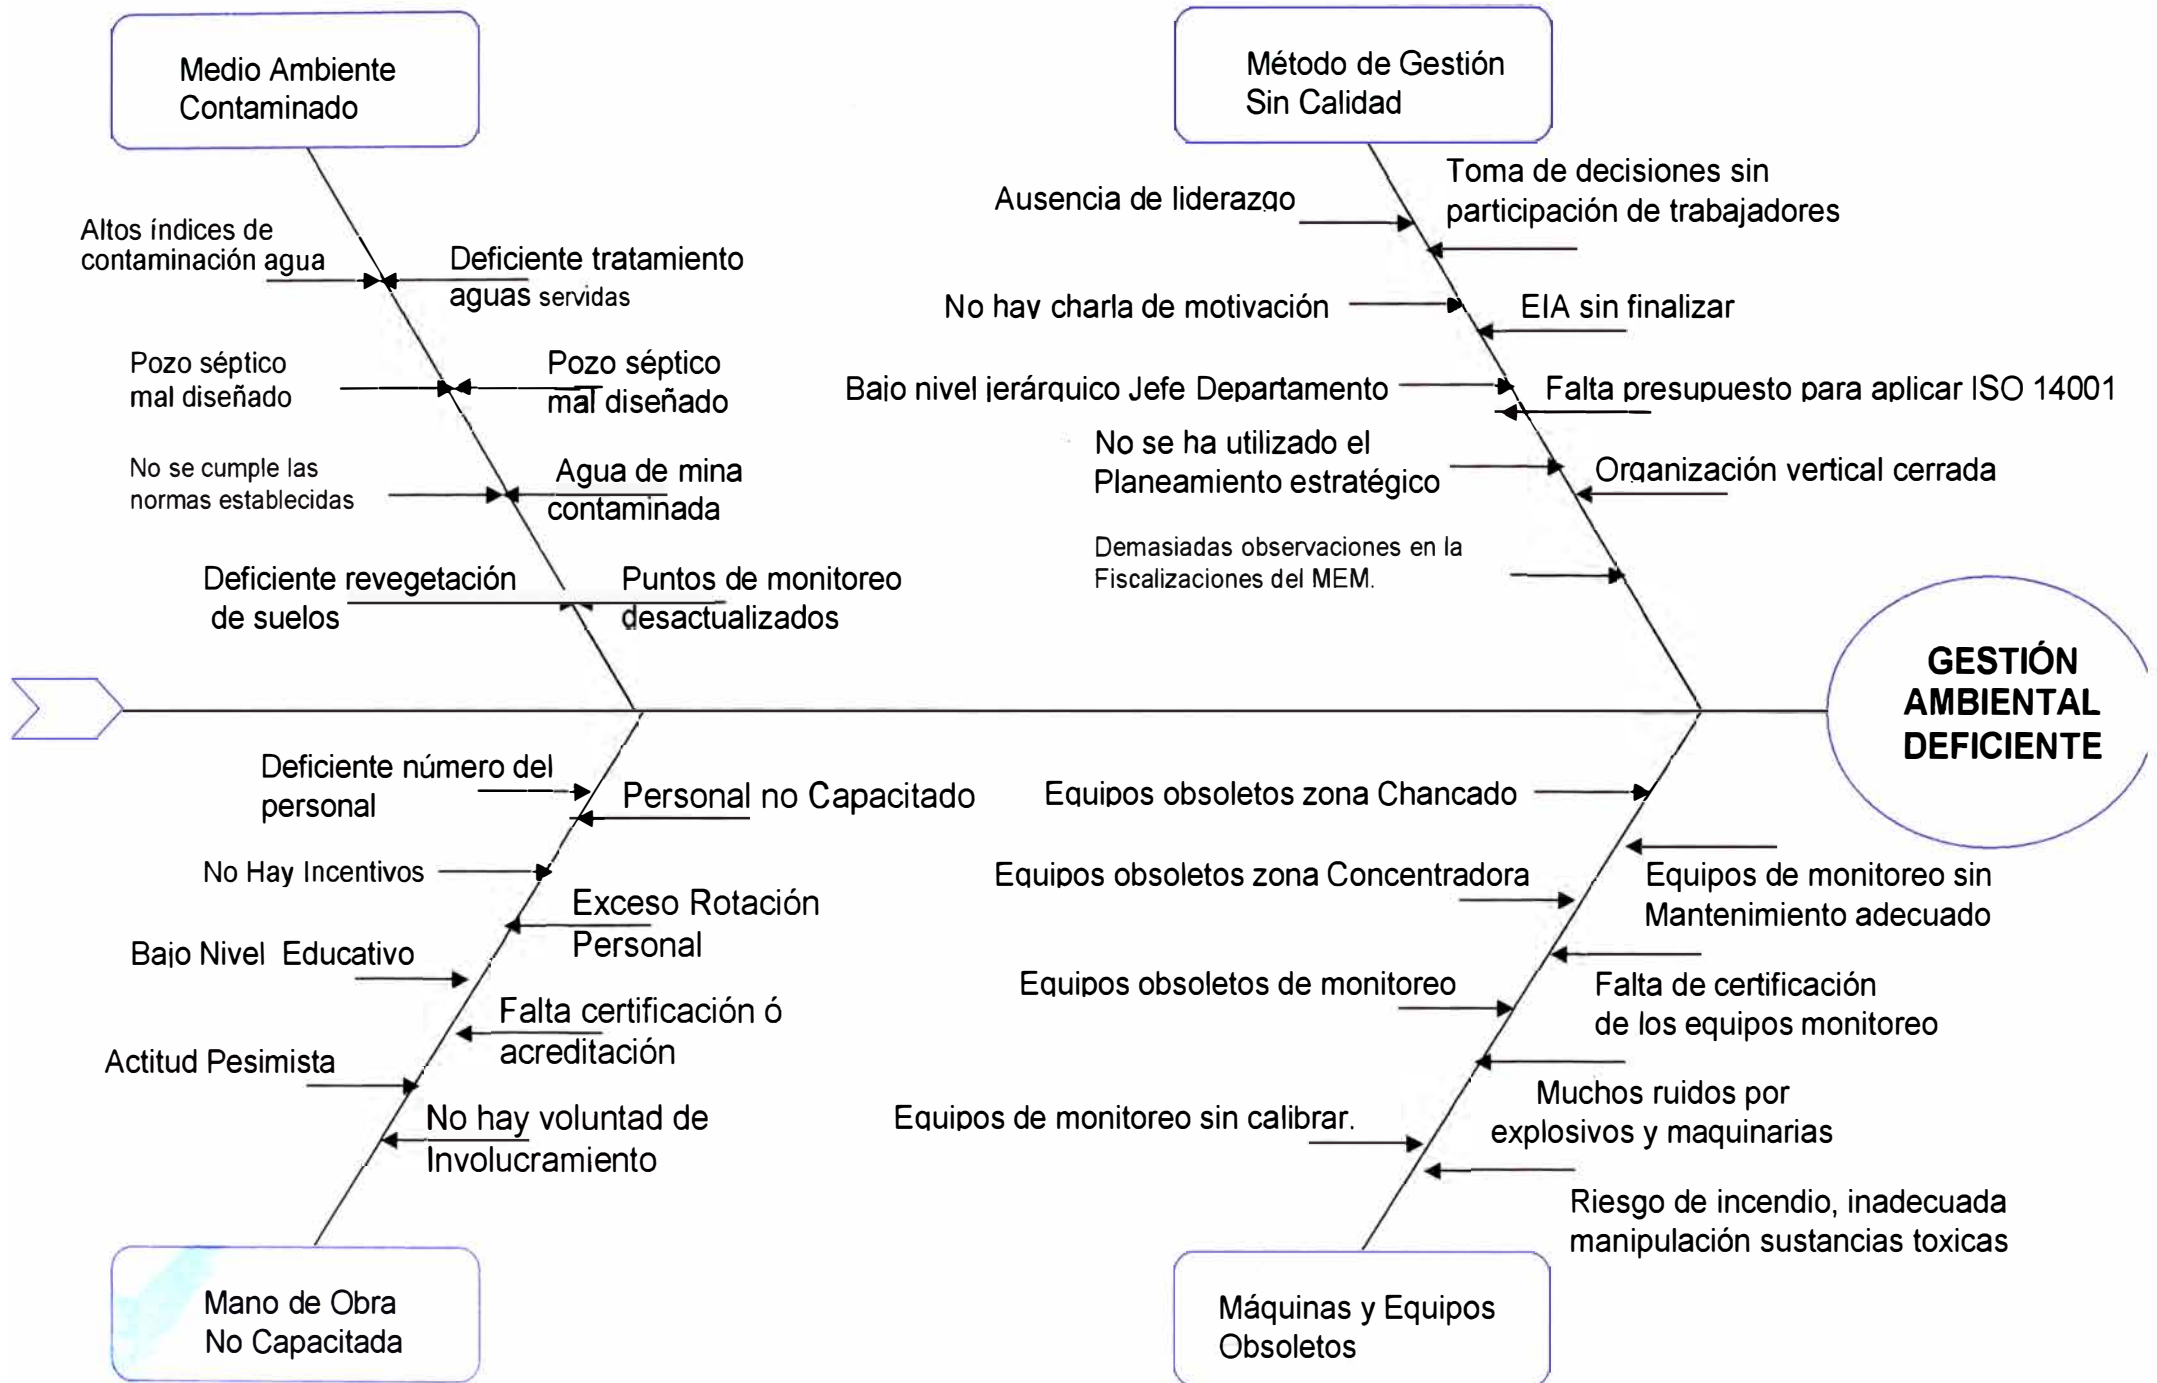 Medio Ambiente
Contaminado
Altos índices de
contaminación agua
Deficiente tratamiento
aguas servidas
Pozo séptico
mal diseñado
Pozo séptico
mal diseñado
No se cumple las
normas establecidas
Agua de mina
contaminada
Deficiente revegetación
de suelos
Puntos de monitoreo
desactualizados
Método de Gestión
Sin Calidad
Ausencia de liderazgo
Toma de decisiones sin
participación de trabajadores
No hay charla de motivación
EIA sin finalizar
Bajo nivel jerárquico Jefe Departamento
Falta presupuesto para aplicar ISO 14001
No se ha utilizado el
Planeamiento estratégico
Organización vertical cerrada
Demasiadas observaciones en la
Fiscalizaciones del MEM.
GESTIÓN
AMBIENTAL
DEFICIENTE
Deficiente número del
personal
Personal no Capacitado
No Hay Incentivos
Exceso Rotación
Personal
Bajo Nivel Educativo
Falta certificación ó
acreditación
Actitud Pesimista
No hay voluntad de
Involucramiento
Mano de Obra
No Capacitada
Equipos obsoletos zona Chancado
Equipos de monitoreo sin
Mantenimiento adecuado
Equipos obsoletos zona Concentradora
Falta de certificación
de los equipos monitoreo
Equipos obsoletos de monitoreo
Muchos ruidos por
explosivos y maquinarias
Equipos de monitoreo sin calibrar.
Riesgo de incendio, inadecuada
manipulación sustancias toxicas
Máquinas y Equipos
Obsoletos